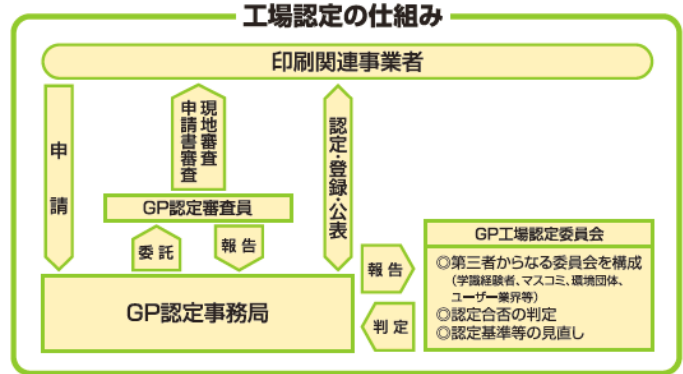 工場認定の仕組み
印刷関連事業者
申請
現地審査
申請書審査
認定・登録・公表
GP認定審査員
委託
報告
GP認定事務局
報告
判定
GP工場認定委員会
◎第三者からなる委員会を構成
(学識経験者、マスコミ、環境団体、
ユーザー業界等)
◎認定合否の判定
◎認定基準等の見直し